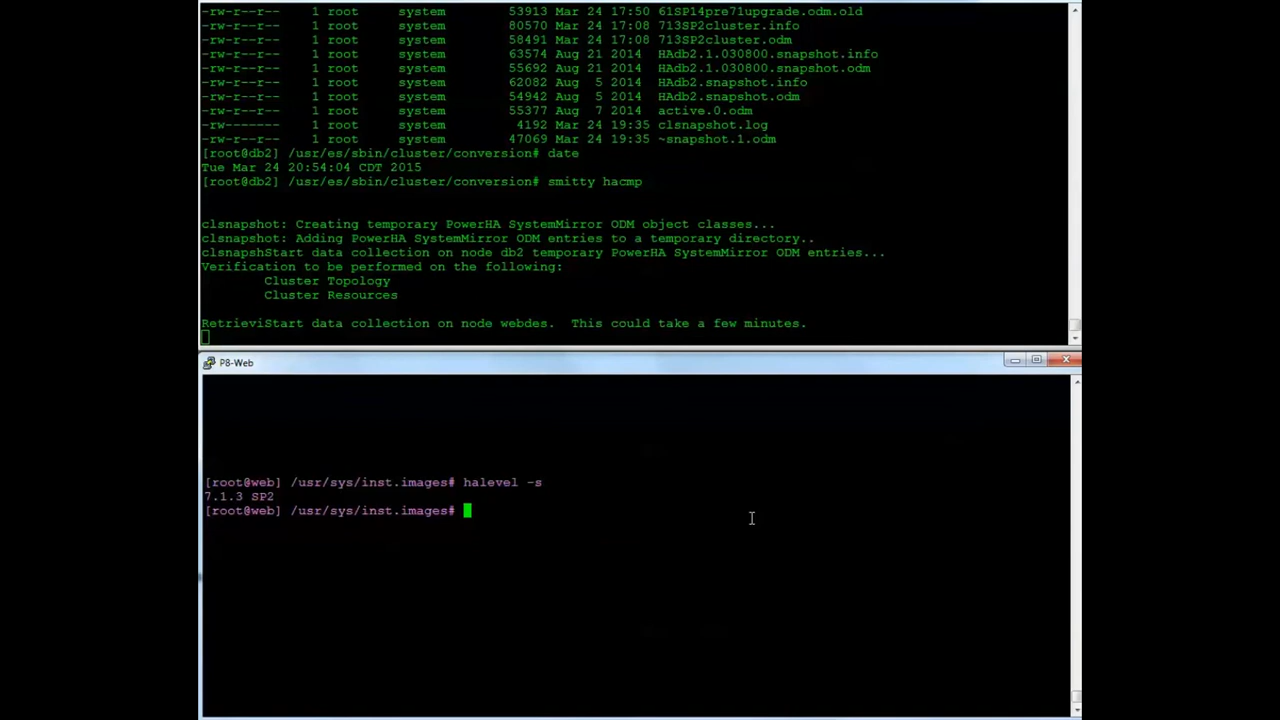 -rw-r--r-- 1 root system 53913 Mar 24 17:50 61SP14pre71upgrade.odm.old
-rw-r--r-- 1 root system 80570 Mar 24 17:08 713SP2cluster.info
-rw-r--r-- 1 root system 58491 Mar 24 17:08 713SP2cluster.odm
-rw-r--r-- 1 root system 63574 Aug 21 2014 HAdb2.1.030800.snapshot.info
-rw-r--r-- 1 root system 55692 Aug 21 2014 HAdb2.1.030800.snapshot.odm
-rw-r--r-- 1 root system 62082 Aug 5 2014 HAdb2.snapshot.info
-rw-r--r-- 1 root system 54942 Aug 5 2014 HAdb2.snapshot.odm
-rw-r--r-- 1 root system 55377 Aug 7 2014 active.0.odm
-rw------- 1 root system 4192 Mar 24 19:35 clsnapshot.log
-rw-r--r-- 1 root system 47069 Mar 24 19:35 ~snapshot.1.odm
[root@db2] /usr/es/sbin/cluster/conversion# date
Tue Mar 24 20:54:04 CDT 2015
[root@db2] /usr/es/sbin/cluster/conversion# smitty hacmp
clsnapshot: Creating temporary PowerHA SystemMirror ODM object classes...
clsnapshot: Adding PowerHA SystemMirror ODM entries to a temporary directory..
clsnapshStart data collection on node db2 temporary PowerHA SystemMirror ODM entries...
Verification to be performed on the following:
Cluster Topology
Cluster Resources
RetrieviStart data collection on node webdes. This could take a few minutes.
P8-Web
[root@web] /usr/sys/inst.images# halevel -s
7.1.3 SP2
[root@web] /usr/sys/inst.images#